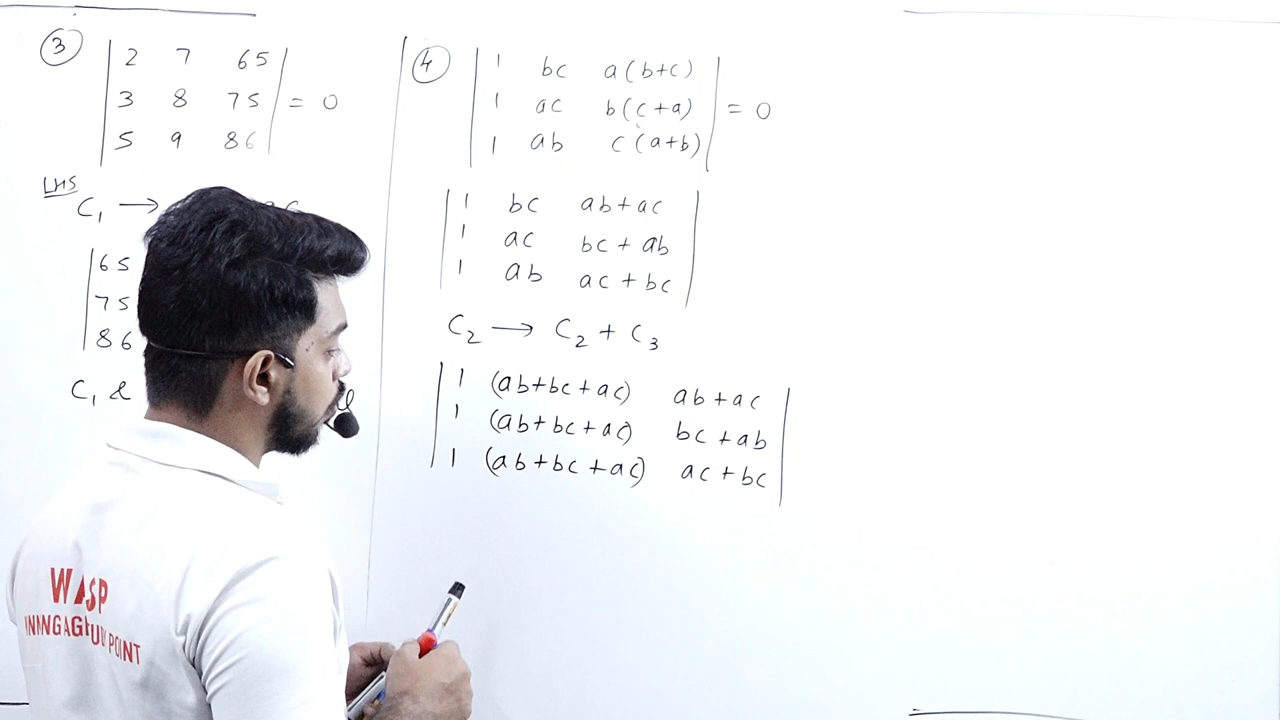 ③
| 2 7 65 |
| 3 8 75 | = 0
| 5 9 86 |
LHS
C₁ →
| 65
| 75
| 86
C₁ &
④
| 1 bc a(b+c) |
| 1 ac b(c+a) | = 0
| 1 ab c(a+b) |
| 1 bc ab+ac |
| 1 ac bc+ab |
| 1 ab ac+bc |
C₂ → C₂ + C₃
| 1 (ab+bc+ac) ab+ac |
| 1 (ab+bc+ac) bc+ab |
| 1 (ab+bc+ac) ac+bc |
WASP
POINT